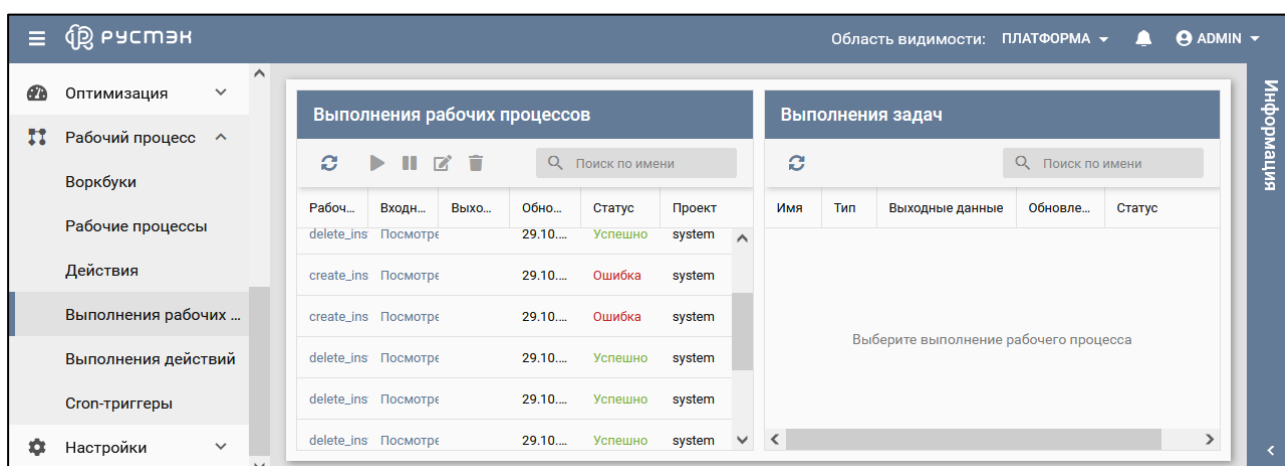 РУСТЭК
Область видимости: ПЛАТФОРМА
ADMIN
Оптимизация
Рабочий процесс
Воркбуки
Рабочие процессы
Действия
Выполнения рабочих ...
Выполнения действий
Cron-триггеры
Настройки
Выполнения рабочих процессов
Поиск по имени
Рабоч... Входн... Выхо... Обно... Статус Проект
delete_ins Посмотре 29.10.... Успешно system
create_ins Посмотре 29.10.... Ошибка system
create_ins Посмотре 29.10.... Ошибка system
delete_ins Посмотре 29.10.... Успешно system
delete_ins Посмотре 29.10.... Успешно system
delete_ins Посмотре 29.10.... Успешно system
Выполнения задач
Поиск по имени
Имя Тип Выходные данные Обновле... Статус
Выберите выполнение рабочего процесса
Информация